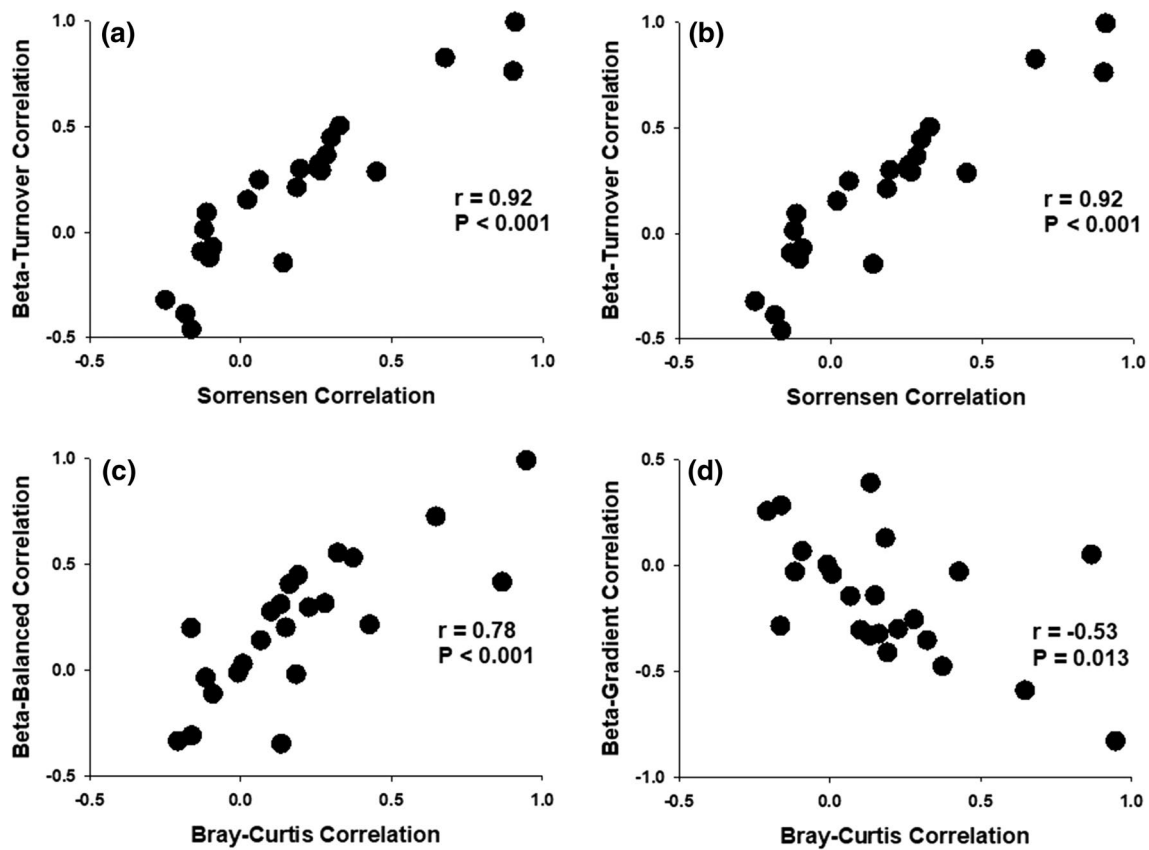 (a)
1.0
0.5
0.0
-0.5
Beta-Turnover Correlation
r = 0.92
P < 0.001
-0.5 0.0 0.5 1.0
Sorrensen Correlation
(b)
1.0
0.5
0.0
-0.5
Beta-Turnover Correlation
r = 0.92
P < 0.001
-0.5 0.0 0.5 1.0
Sorrensen Correlation
(c)
1.0
0.5
0.0
-0.5
Beta-Balanced Correlation
r = 0.78
P < 0.001
-0.5 0.0 0.5 1.0
Bray-Curtis Correlation
(d)
0.5
0.0
-0.5
-1.0
Beta-Gradient Correlation
r = -0.53
P = 0.013
-0.5 0.0 0.5 1.0
Bray-Curtis Correlation